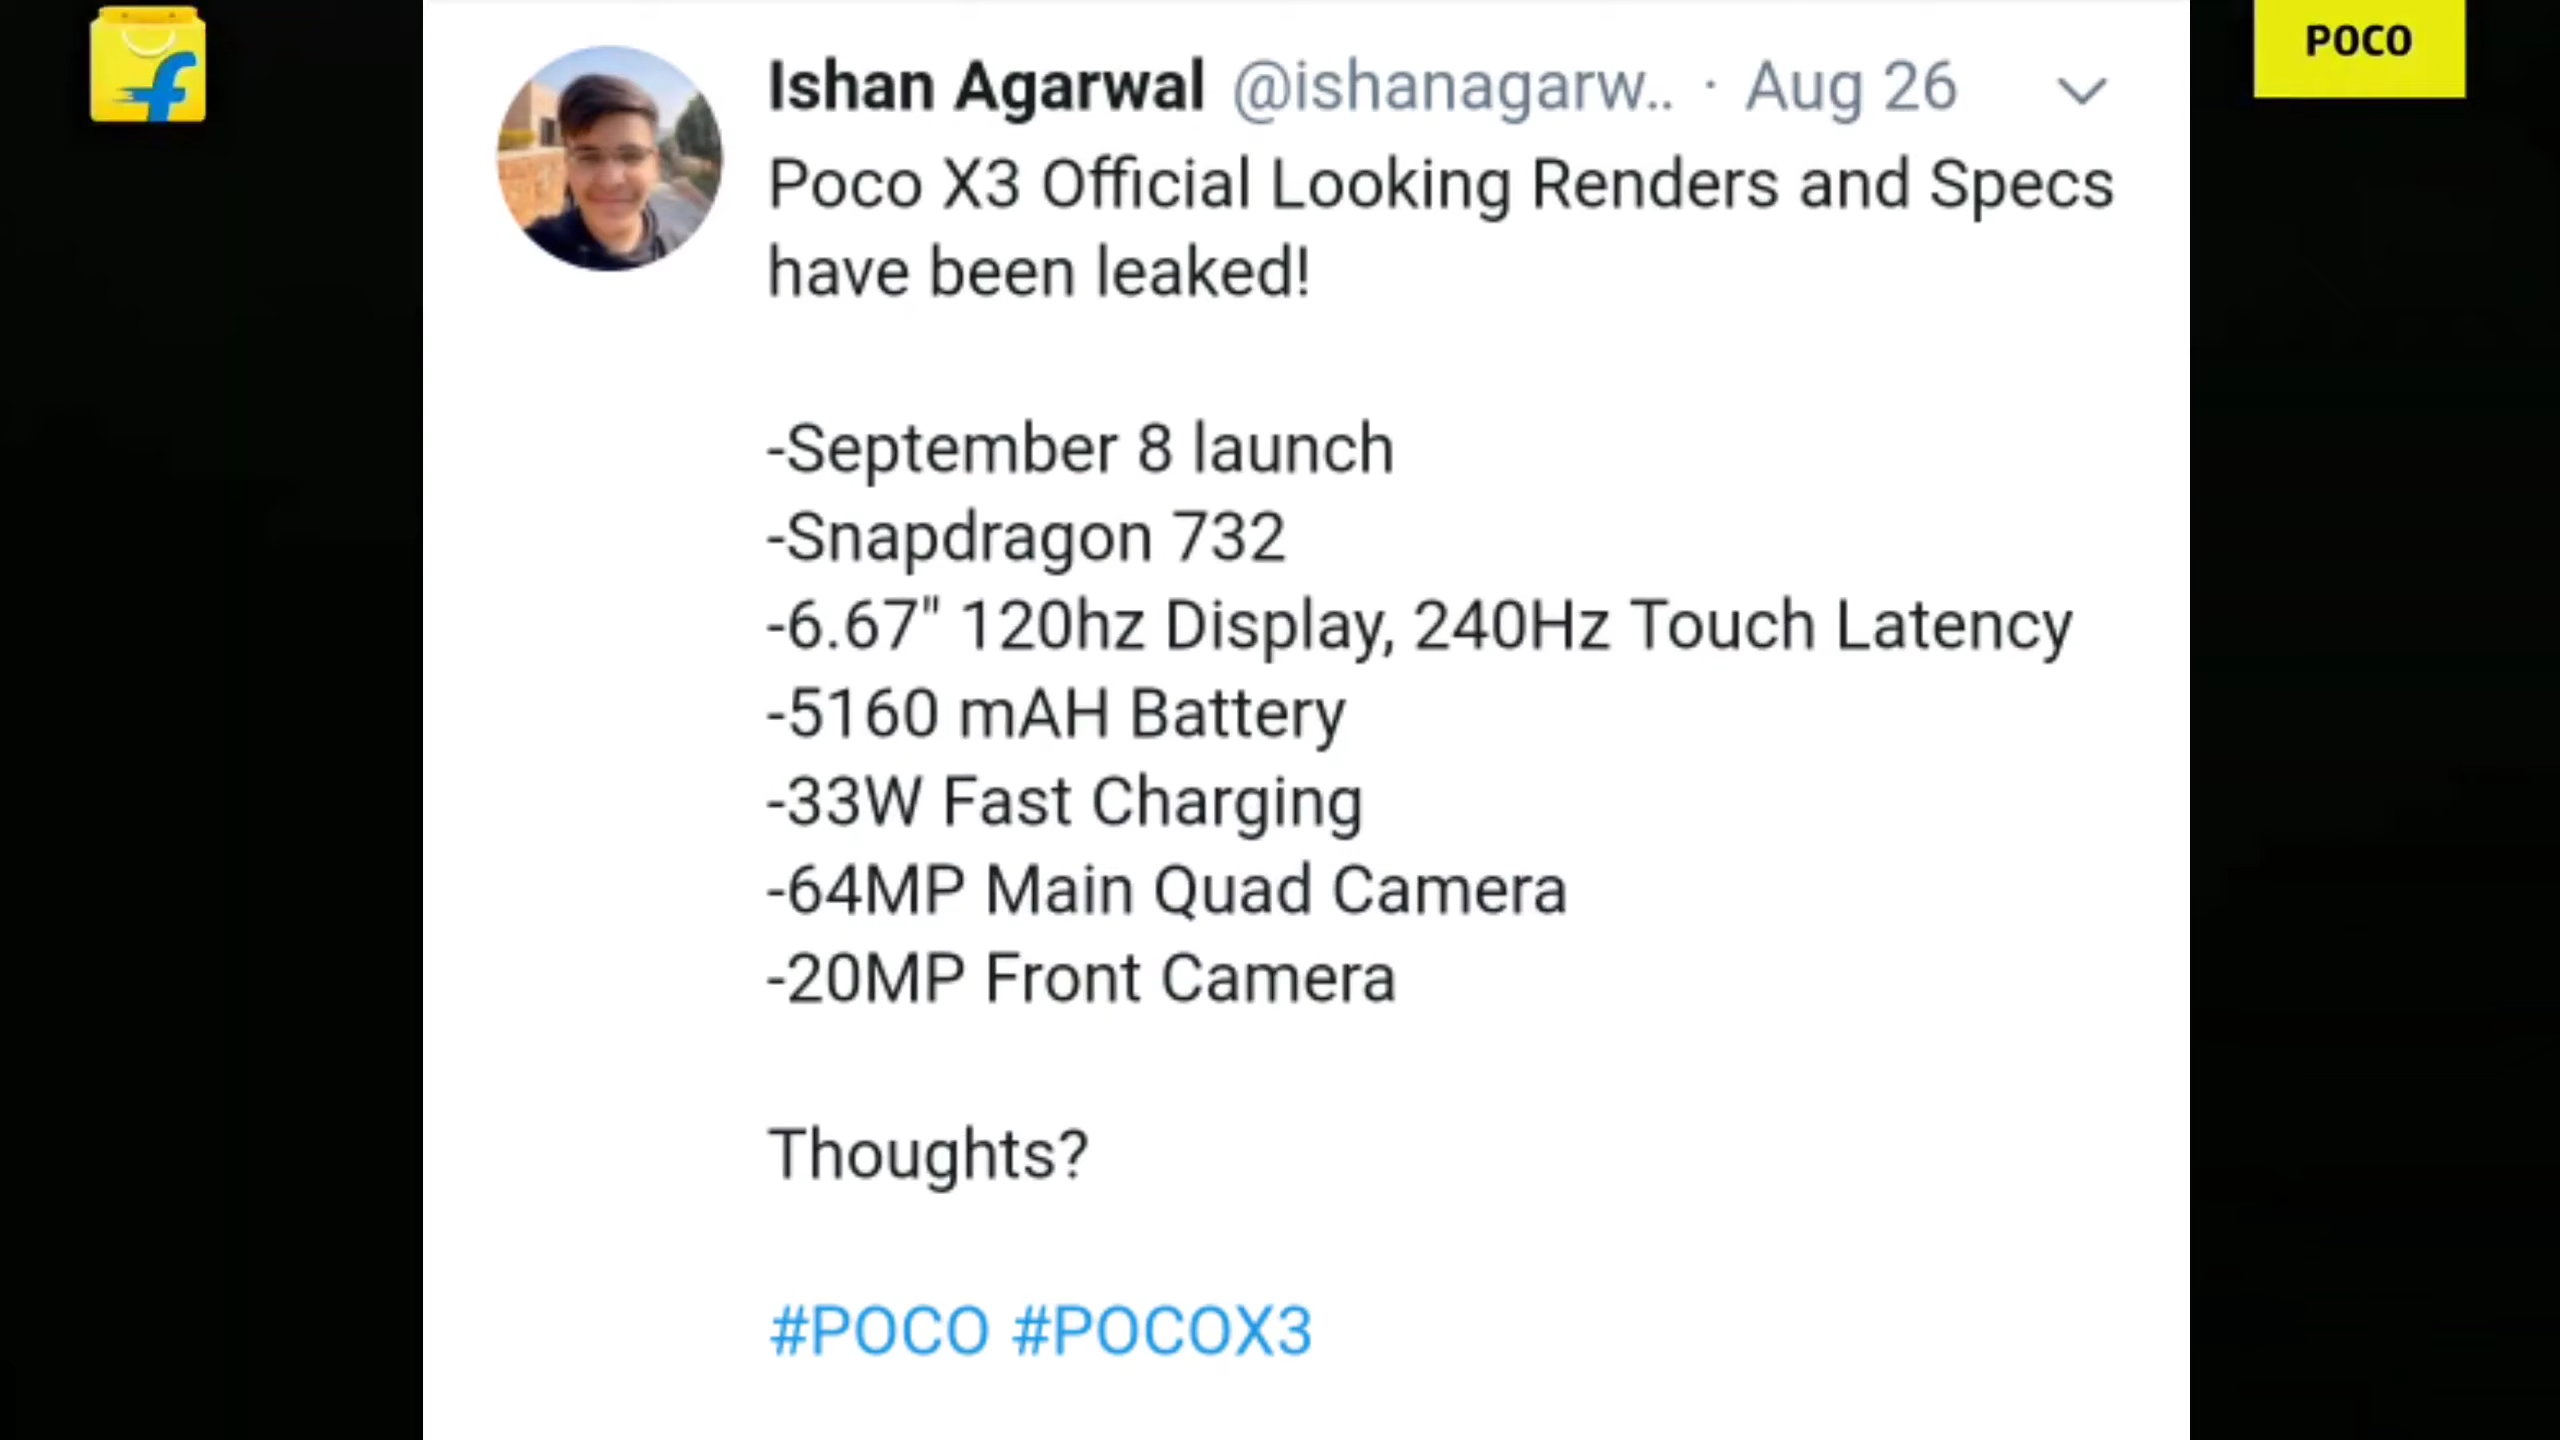 POCO
Ishan Agarwal @ishanagarw.. · Aug 26
Poco X3 Official Looking Renders and Specs
have been leaked!
-September 8 launch
-Snapdragon 732
-6.67" 120hz Display, 240Hz Touch Latency
-5160 mAH Battery
-33W Fast Charging
-64MP Main Quad Camera
-20MP Front Camera
Thoughts?
#POCO #POCOX3